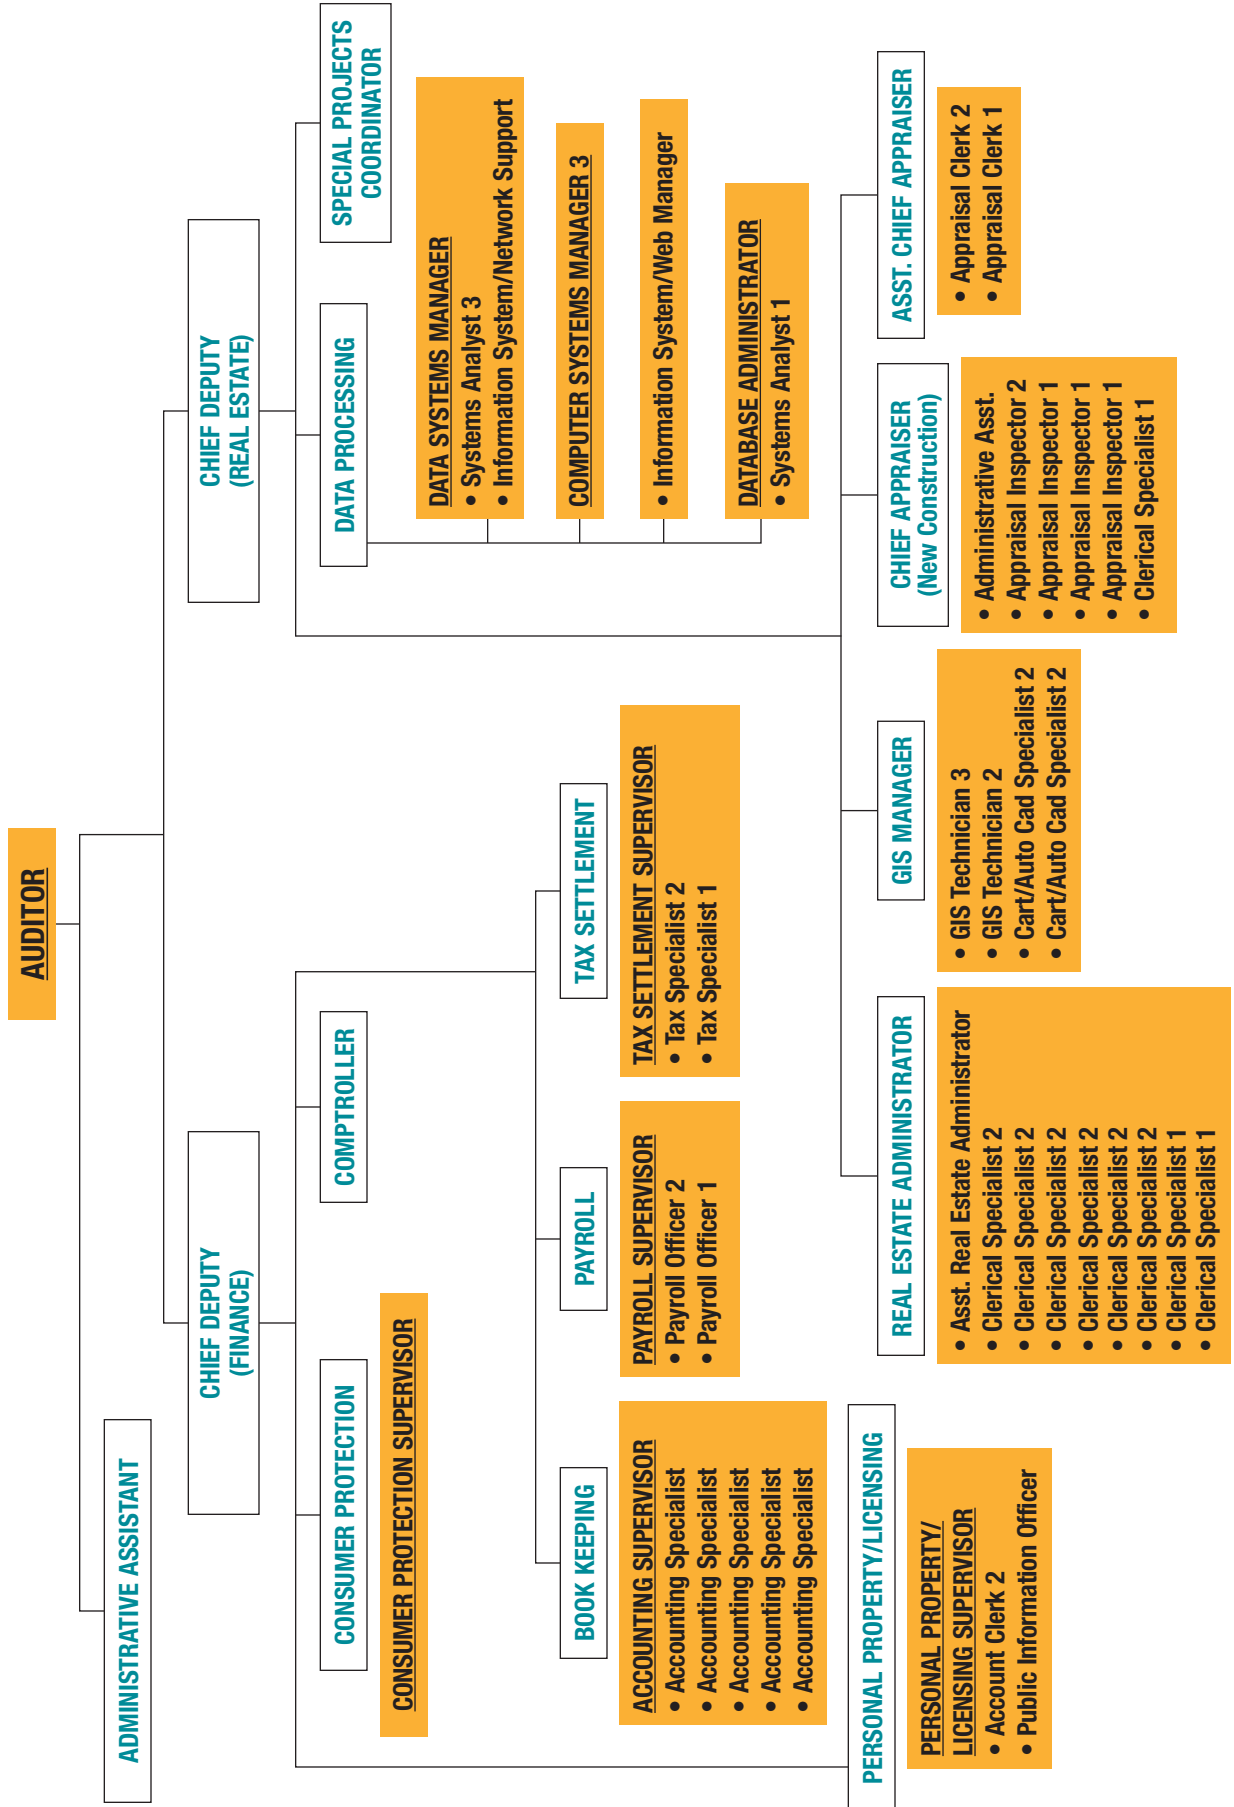 AUDITOR
ADMINISTRATIVE ASSISTANT
CHIEF DEPUTY
(FINANCE)
CHIEF DEPUTY
(REAL ESTATE)
CONSUMER PROTECTION
CONSUMER PROTECTION SUPERVISOR
COMPTROLLER
DATA PROCESSING
SPECIAL PROJECTS
COORDINATOR
DATA SYSTEMS MANAGER
• Systems Analyst 3
• Information System/Network Support
COMPUTER SYSTEMS MANAGER 3
• Information System/Web Manager
DATABASE ADMINISTRATOR
• Systems Analyst 1
BOOK KEEPING
ACCOUNTING SUPERVISOR
• Accounting Specialist
• Accounting Specialist
• Accounting Specialist
• Accounting Specialist
• Accounting Specialist
PAYROLL
PAYROLL SUPERVISOR
• Payroll Officer 2
• Payroll Officer 1
TAX SETTLEMENT
TAX SETTLEMENT SUPERVISOR
• Tax Specialist 2
• Tax Specialist 1
PERSONAL PROPERTY/LICENSING
PERSONAL PROPERTY/
LICENSING SUPERVISOR
• Account Clerk 2
• Public Information Officer
REAL ESTATE ADMINISTRATOR
• Asst. Real Estate Administrator
• Clerical Specialist 2
• Clerical Specialist 2
• Clerical Specialist 2
• Clerical Specialist 2
• Clerical Specialist 2
• Clerical Specialist 2
• Clerical Specialist 1
• Clerical Specialist 1
GIS MANAGER
• GIS Technician 3
• GIS Technician 2
• Cart/Auto Cad Specialist 2
• Cart/Auto Cad Specialist 2
CHIEF APPRAISER
(New Construction)
• Administrative Asst.
• Appraisal Inspector 2
• Appraisal Inspector 1
• Appraisal Inspector 1
• Appraisal Inspector 1
• Clerical Specialist 1
ASST. CHIEF APPRAISER
• Appraisal Clerk 2
• Appraisal Clerk 1